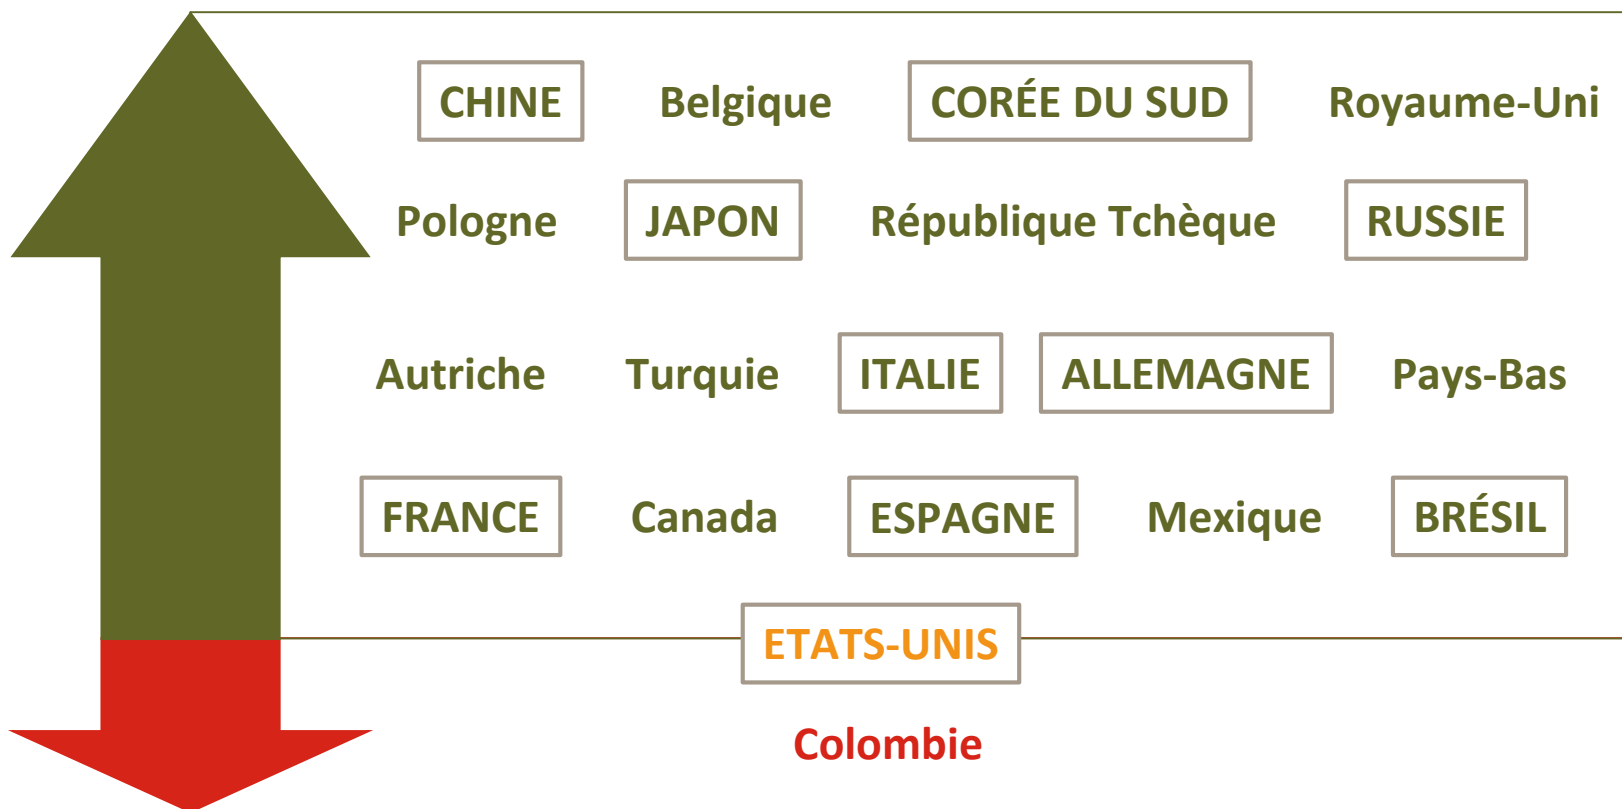 CHINE Belgique CORÉE DU SUD Royaume-Uni
Pologne JAPON République Tchèque RUSSIE
Autriche Turquie ITALIE ALLEMAGNE Pays-Bas
FRANCE Canada ESPAGNE Mexique BRÉSIL
ETATS-UNIS
Colombie